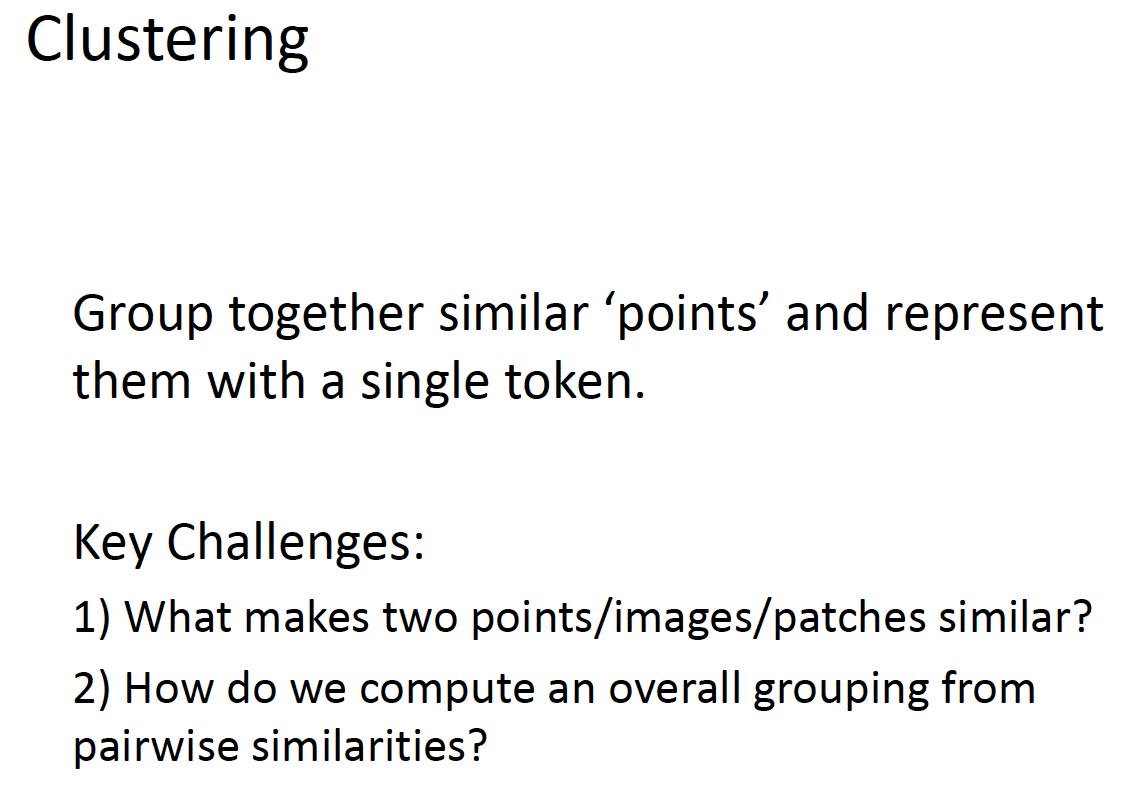 Clustering
Group together similar ‘points’ and represent
them with a single token.
Key Challenges:
1) What makes two points/images/patches similar?
2) How do we compute an overall grouping from
pairwise similarities?